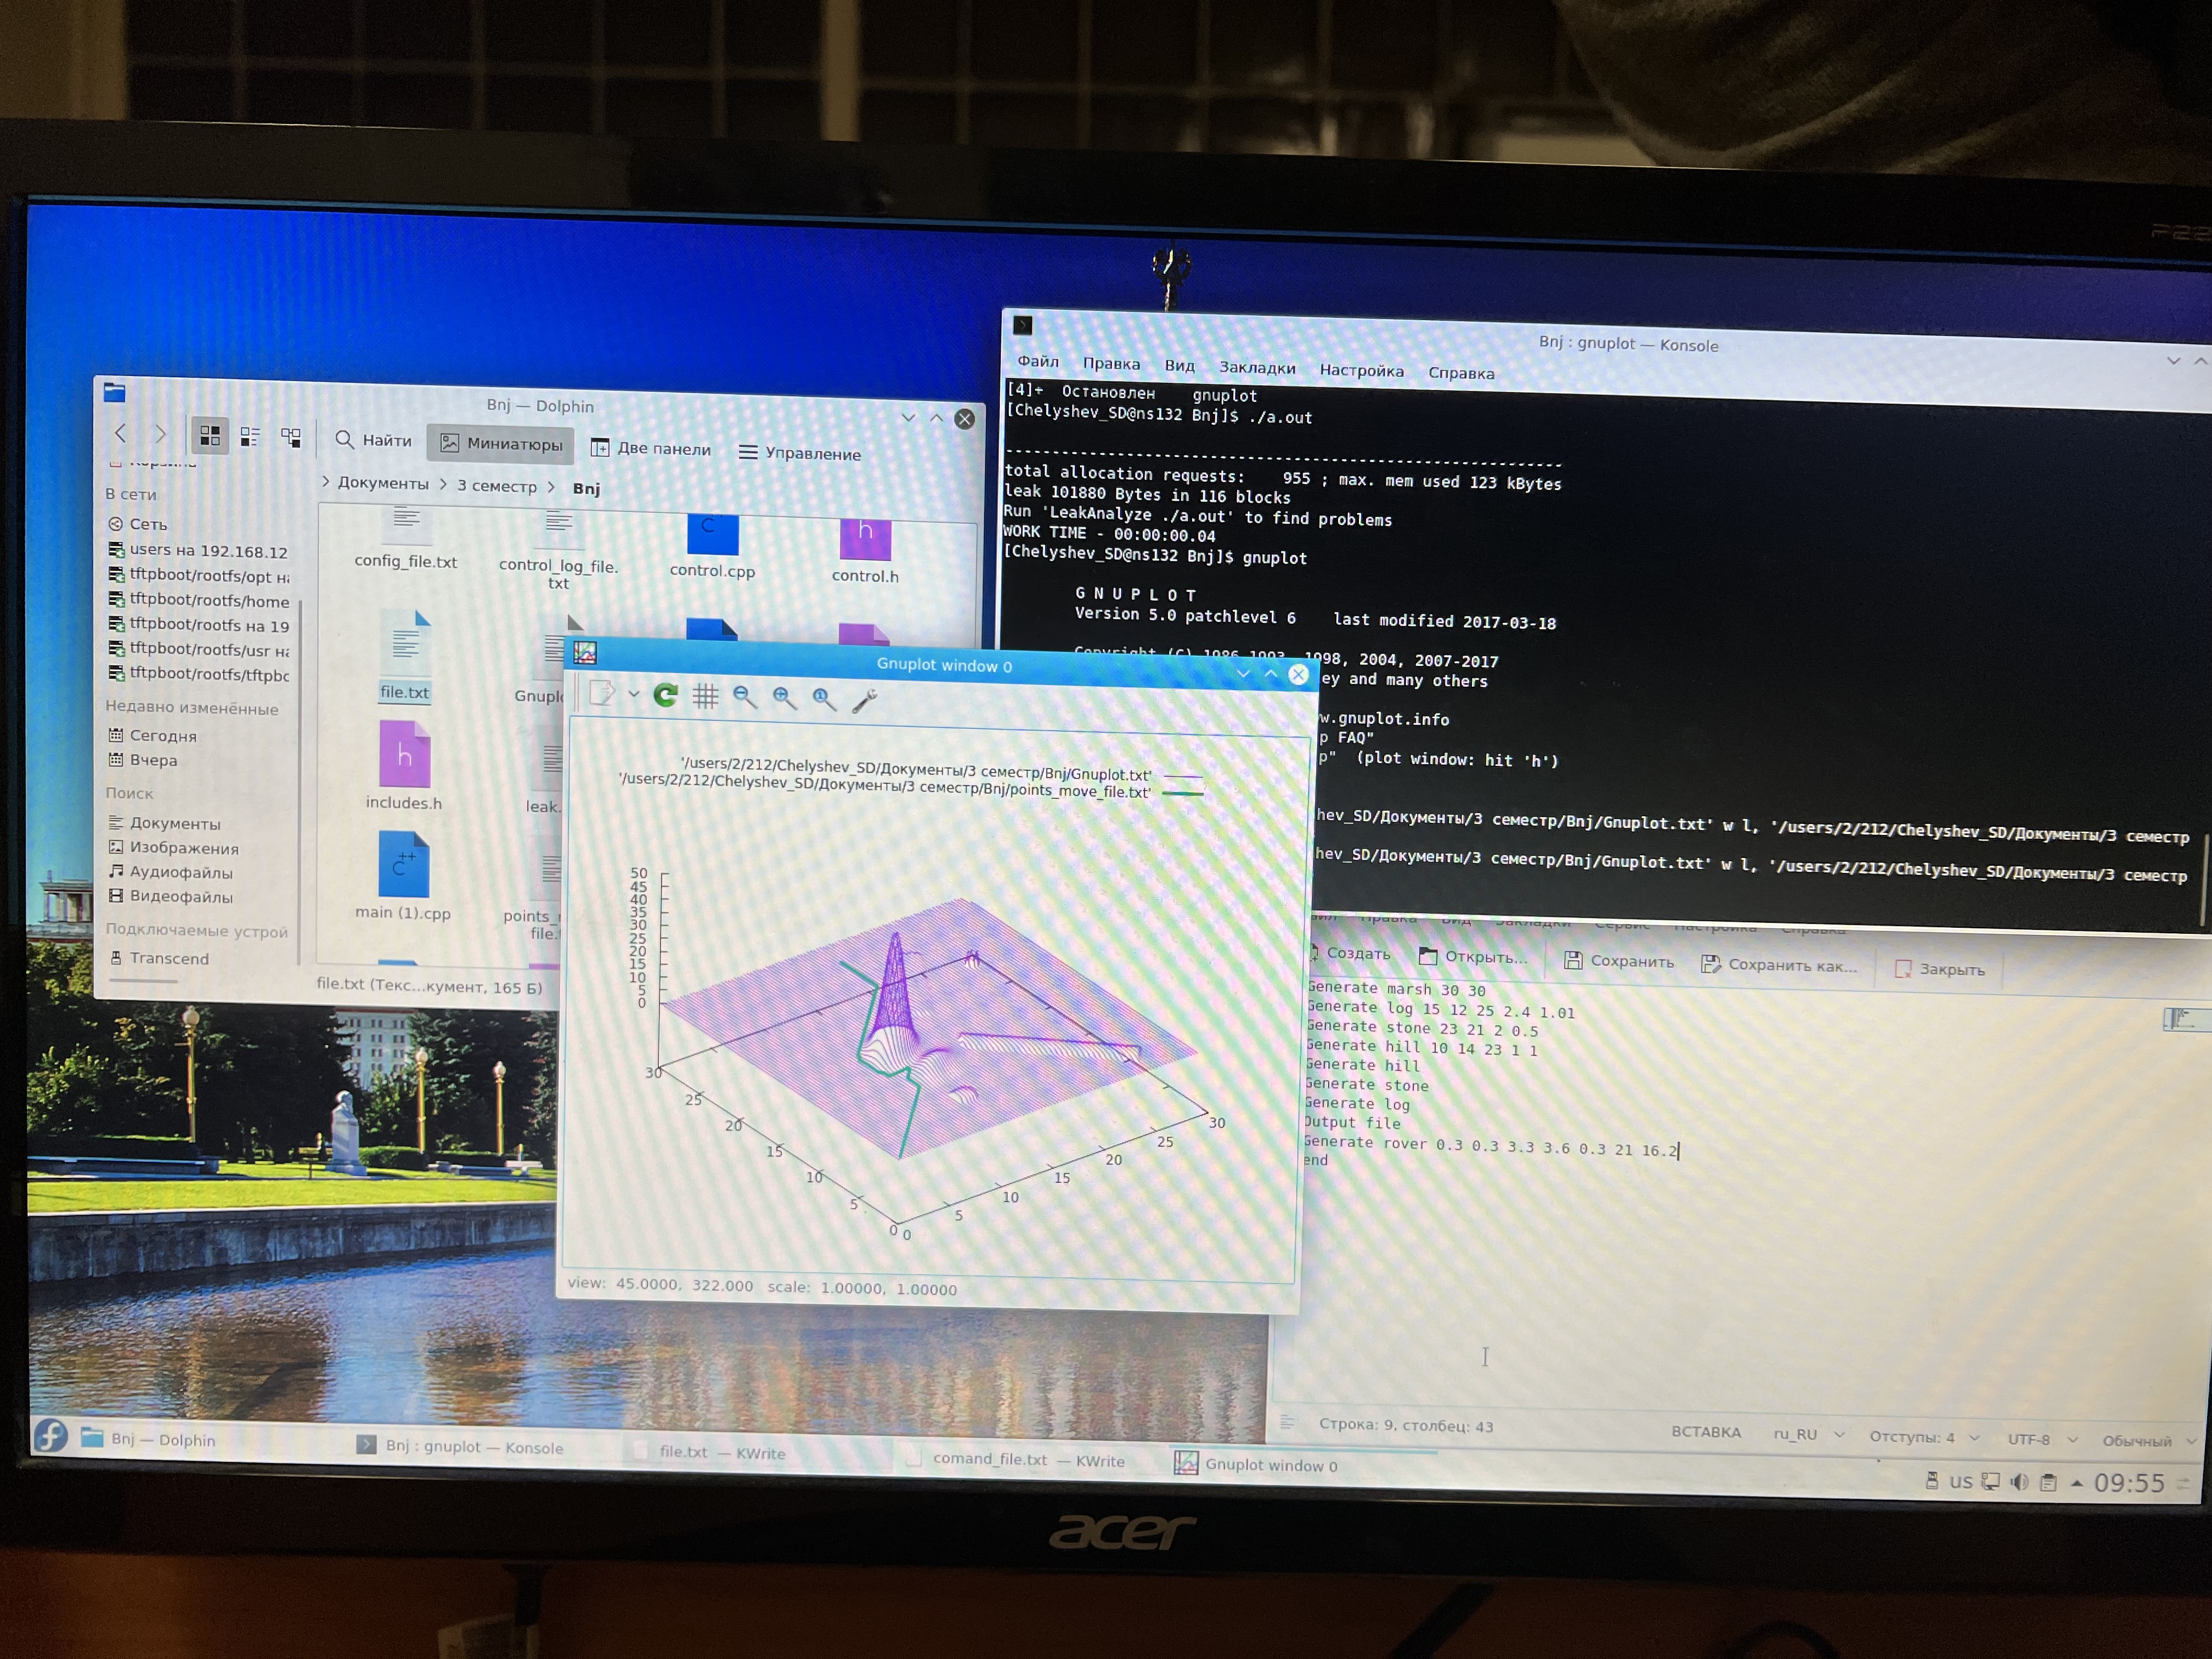 Bnj — Dolphin
Найти
Миниатюры
Две панели
Управление
Документы
3 семестр
Bnj
В сети
Сеть
users на 192.168.12
tftpboot/rootfs/opt
tftpboot/rootfs/home
tftpboot/rootfs на 19
tftpboot/rootfs/usr
tftpboot/rootfs/tftpbo
Недавно изменённые
Сегодня
Вчера
Поиск
Документы
Изображения
Аудиофайлы
Видеофайлы
Подключаемые устрой
Transcend
config_file.txt
control_log_file.
txt
control.cpp
control.h
file.txt
Gnupl
includes.h
leak.
main (1).cpp
points_
file.
file.txt (Текс...кумент, 165 Б)
Bnj : gnuplot — Konsole
Файл Правка Вид Закладки Настройка Справка
[4]+ Остановлен gnuplot
[Chelyshev_SD@ns132 Bnj]$ ./a.out
------------------------------------------------------------
total allocation requests: 955 ; max. mem used 123 kBytes
leak 101880 Bytes in 116 blocks
Run 'LeakAnalyze ./a.out' to find problems
WORK TIME - 00:00:00.04
[Chelyshev_SD@ns132 Bnj]$ gnuplot
G N U P L O T
Version 5.0 patchlevel 6 last modified 2017-03-18
Copyright (C) 1986 1993, 1998, 2004, 2007-2017
ey and many others
w.gnuplot.info
p FAQ"
p" (plot window: hit 'h')
hev_SD/Документы/3 семестр/Bnj/Gnuplot.txt' w l, '/users/2/212/Chelyshev_SD/Документы/3 семестр
hev_SD/Документы/3 семестр/Bnj/Gnuplot.txt' w l, '/users/2/212/Chelyshev_SD/Документы/3 семестр
Gnuplot window 0
'/users/2/212/Chelyshev_SD/Документы/3 семестр/Bnj/Gnuplot.txt'
'/users/2/212/Chelyshev_SD/Документы/3 семестр/Bnj/points_move_file.txt'
50
45
40
35
30
25
20
15
10
5
0
30
25
20
15
10
5
0
0
5
10
15
20
25
30
view: 45.0000, 322.000 scale: 1.00000, 1.00000
Создать Открыть... Сохранить Сохранить как... Закрыть
Generate marsh 30 30
Generate log 15 12 25 2.4 1.01
Generate stone 23 21 2 0.5
Generate hill 10 14 23 1 1
Generate hill
Generate stone
Generate log
Output file
Generate rover 0.3 0.3 3.3 3.6 0.3 21 16.2
end
Строка: 9, столбец: 43
ВСТАВКА
ru_RU
Отступы: 4
UTF-8
Обычный
Bnj — Dolphin
Bnj : gnuplot — Konsole
file.txt — KWrite
comand_file.txt — KWrite
Gnuplot window 0
us
09:55
acer